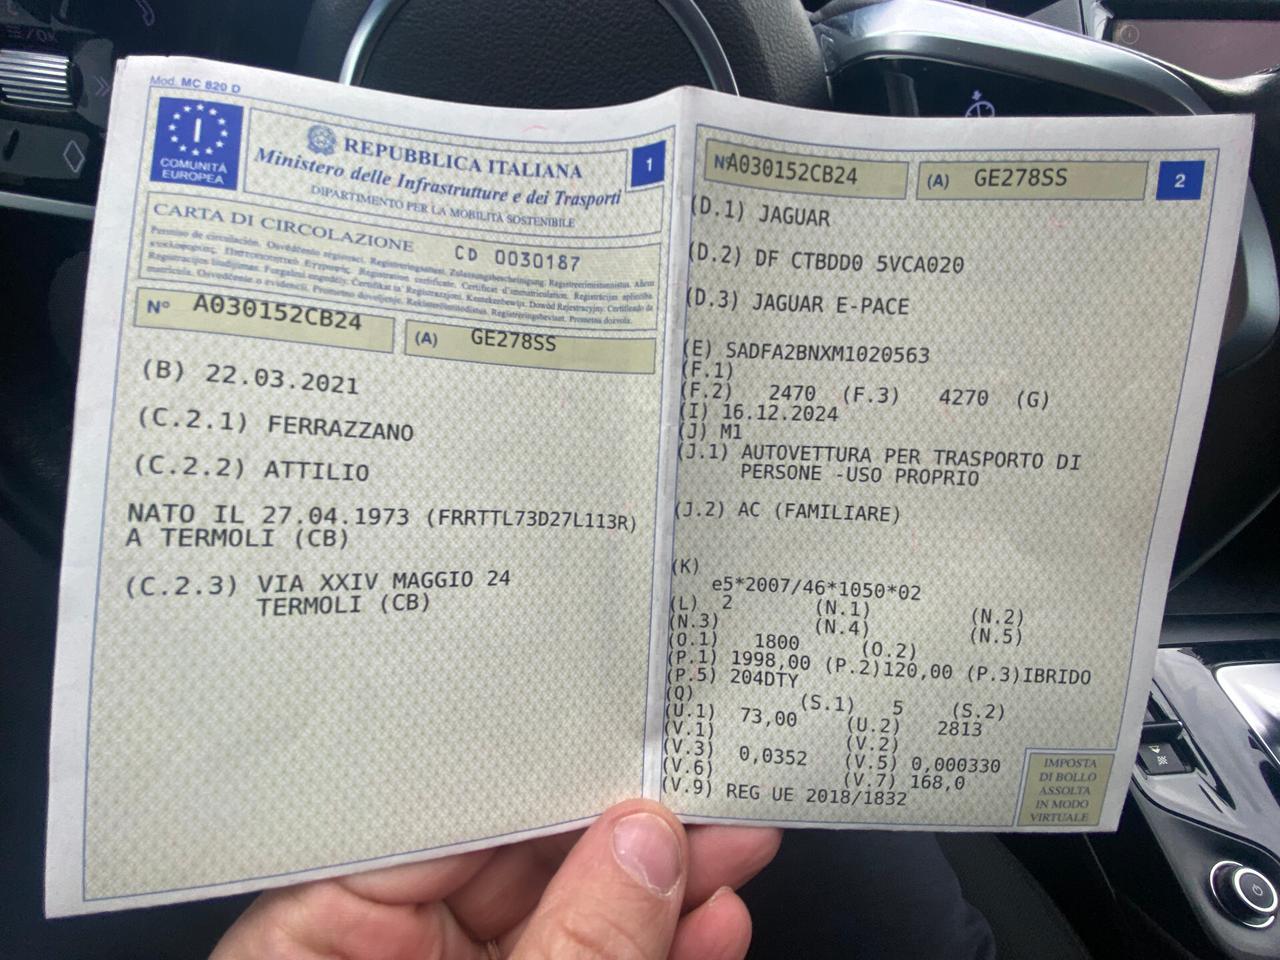 Mod. MC 820 D
I
COMUNITÀ
EUROPEA
REPUBBLICA ITALIANA
Ministero delle Infrastrutture e dei Trasporti
DIPARTIMENTO PER LA MOBILITÀ SOSTENIBILE
1
CARTA DI CIRCOLAZIONE
CD 0030187
Nº A030152CB24
(A) GE278SS
(B) 22.03.2021
(C.2.1) FERRAZZANO
(C.2.2) ATTILIO
NATO IL 27.04.1973 (FRRTTL73D27L113R)
A TERMOLI (CB)
(C.2.3) VIA XXIV MAGGIO 24
TERMOLI (CB)
Nº A030152CB24
(A) GE278SS
2
(D.1) JAGUAR
(D.2) DF CTBDD0 5VCA020
(D.3) JAGUAR E-PACE
(E) SADFA2BNXM1020563
(F.1)
(F.2) 2470 (F.3) 4270 (G)
(I) 16.12.2024
(J) M1
(J.1) AUTOVETTURA PER TRASPORTO DI
PERSONE -USO PROPRIO
(J.2) AC (FAMILIARE)
(K)
e5*2007/46*1050*02
(L) 2 (N.1) (N.2)
(N.3) (N.4) (N.5)
(O.1) 1800 (O.2)
(P.1) 1998,00 (P.2)120,00 (P.3)IBRIDO
(P.5) 204DTY
(Q) (S.1) 5 (S.2)
(U.1) 73,00 (U.2) 2813
(V.1) (V.2)
(V.3) 0,0352 (V.5) 0,000330
(V.6) (V.7) 168,0
(V.9) REG UE 2018/1832
IMPOSTA
DI BOLLO
ASSOLTA
IN MODO
VIRTUALE